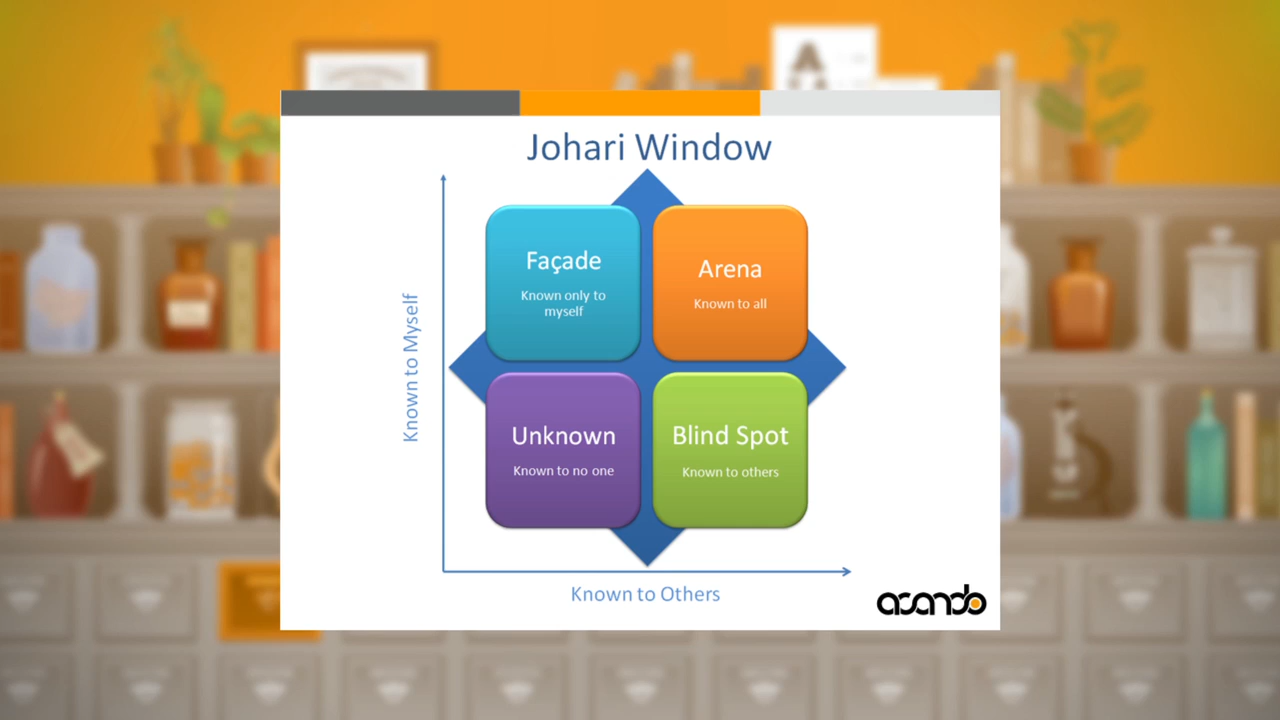 Johari Window
Known to Myself
Façade
Known only to
myself
Arena
Known to all
Unknown
Known to no one
Blind Spot
Known to others
Known to Others
acando
A